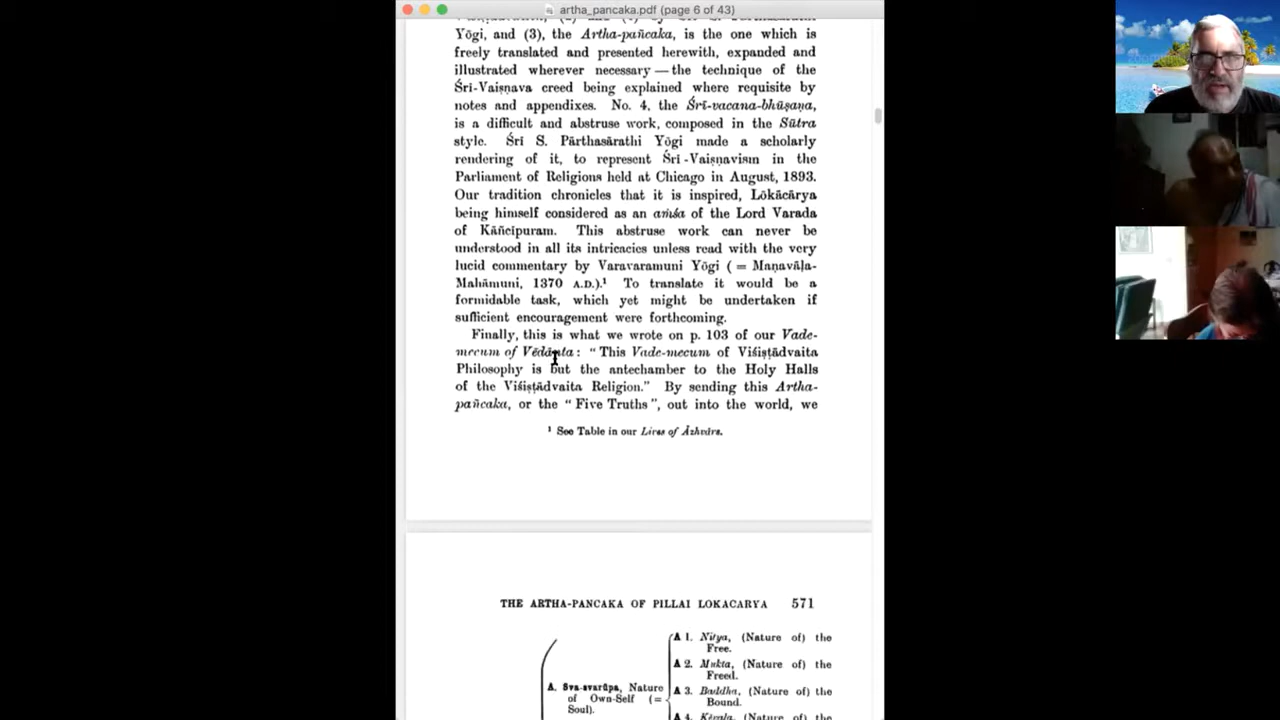 artha_pancaka.pdf (page 6 of 43)
Yōgi, and (3), the Artha-pañcaka, is the one which is
freely translated and presented herewith, expanded and
illustrated wherever necessary — the technique of the
Śrī-Vaiṣṇava creed being explained where requisite by
notes and appendixes. No. 4, the Śrī-vacana-bhūṣaṇa,
is a difficult and abstruse work, composed in the Sūtra
style. Śrī S. Pārthasārathi Yōgi made a scholarly
rendering of it, to represent Śrī-Vaiṣṇavism in the
Parliament of Religions held at Chicago in August, 1893.
Our tradition chronicles that it is inspired, Lōkācārya
being himself considered as an aṁśa of the Lord Varada
of Kāñcīpuram. This abstruse work can never be
understood in all its intricacies unless read with the very
lucid commentary by Varavaramuni Yōgi ( = Maṇavāḷa-
Mahāmuni, 1370 A.D.).¹ To translate it would be a
formidable task, which yet might be undertaken if
sufficient encouragement were forthcoming.
Finally, this is what we wrote on p. 103 of our Vade-
mecum of Vēdānta: "This Vade-mecum of Viśiṣṭādvaita
Philosophy is but the antechamber to the Holy Halls
of the Viśiṣṭādvaita Religion." By sending this Artha-
pañcaka, or the "Five Truths", out into the world, we
¹ See Table in our Lives of Āzhvārs.
THE ARTHA-PANCAKA OF PILLAI LOKACARYA 571
A 1. Nitya, (Nature of) the
Free.
A 2. Mukta, (Nature of) the
Freed.
A. Sva-svarūpa, Nature
of Own-Self (=
Soul).
A 3. Baddha, (Nature of) the
Bound.
A 4. Kēvala, (Nature of) the